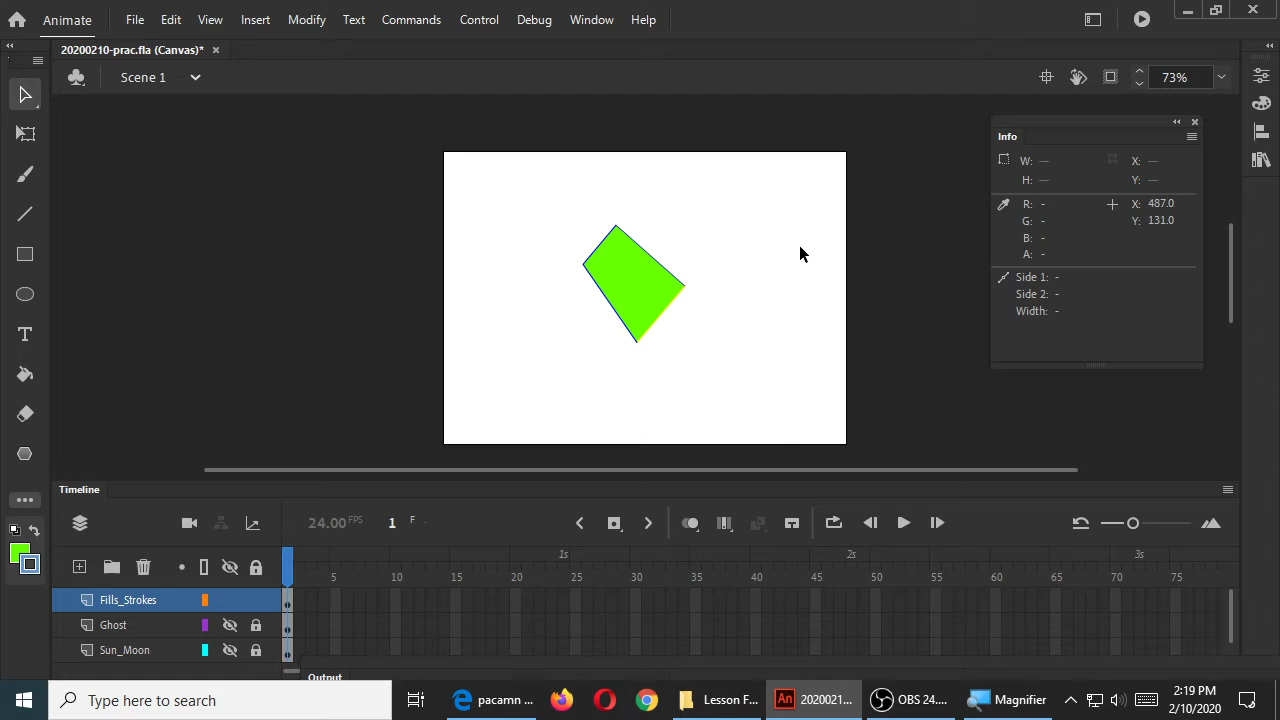 Animate File Edit View Insert Modify Text Commands Control Debug Window Help
20200210-prac.fla (Canvas)* ×
Scene 1 73%
Info
W: — X: —
H: — Y: —
R: - X: 487.0
G: - Y: 131.0
B: -
A: -
Side 1: -
Side 2: -
Width: -
Timeline
24.00 FPS 1 F
1s 2s 3s
5 10 15 20 25 30 35 40 45 50 55 60 65 70 75
Fills_Strokes
Ghost
Sun_Moon
Output
Type here to search pacamn ... Lesson F... An 2020021... OBS 24.... Magnifier 2:19 PM
2/10/2020